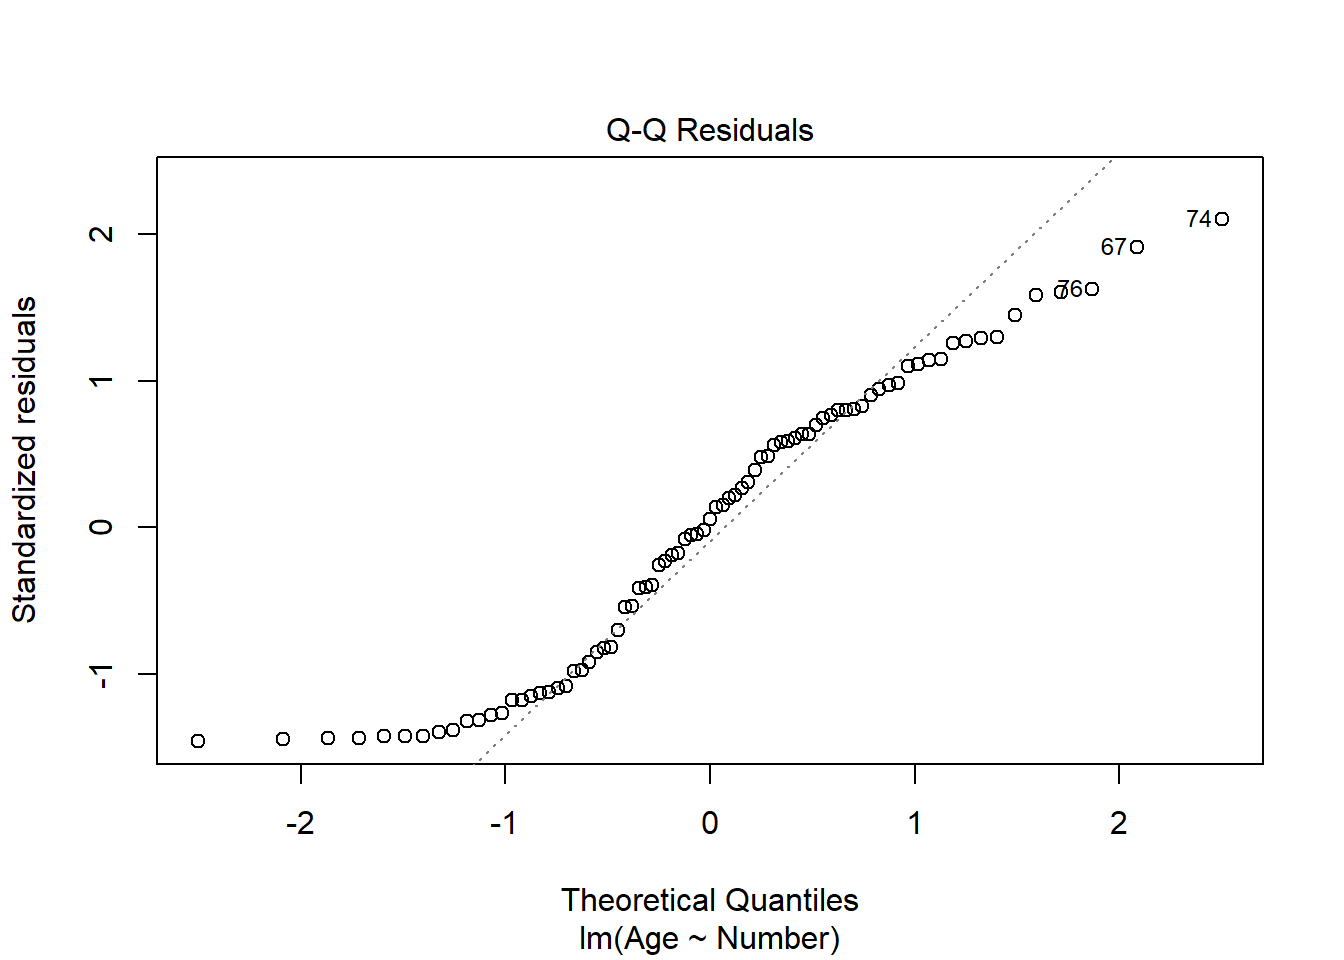 Q-Q Residuals
Standardized residuals
2
1
0
-1
74
67
76
-2 -1 0 1 2
Theoretical Quantiles
lm(Age ~ Number)